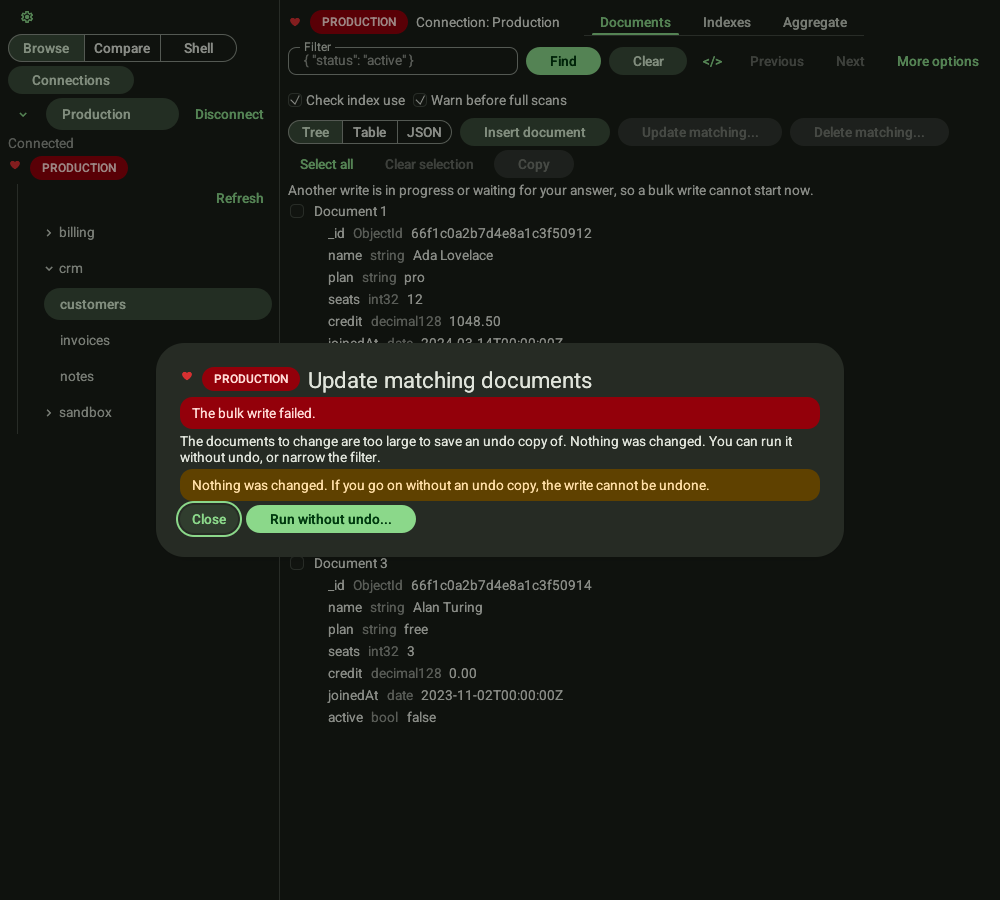 Browse Compare Shell
Connections
Production Disconnect
Connected
PRODUCTION
Refresh
billing
crm
customers
invoices
notes
sandbox
PRODUCTION Connection: Production Documents Indexes Aggregate
Filter
{ "status": "active" } Find Clear </> Previous Next More options
Check index use Warn before full scans
Tree Table JSON Insert document Update matching... Delete matching...
Select all Clear selection Copy
Another write is in progress or waiting for your answer, so a bulk write cannot start now.
Document 1
_id ObjectId 66f1c0a2b7d4e8a1c3f50912
name string Ada Lovelace
plan string pro
seats int32 12
credit decimal128 1048.50
joinedAt date 2024-03-14T00:00:00Z
PRODUCTION Update matching documents
The bulk write failed.
The documents to change are too large to save an undo copy of. Nothing was changed. You can run it
without undo, or narrow the filter.
Nothing was changed. If you go on without an undo copy, the write cannot be undone.
Close Run without undo...
Document 3
_id ObjectId 66f1c0a2b7d4e8a1c3f50914
name string Alan Turing
plan string free
seats int32 3
credit decimal128 0.00
joinedAt date 2023-11-02T00:00:00Z
active bool false